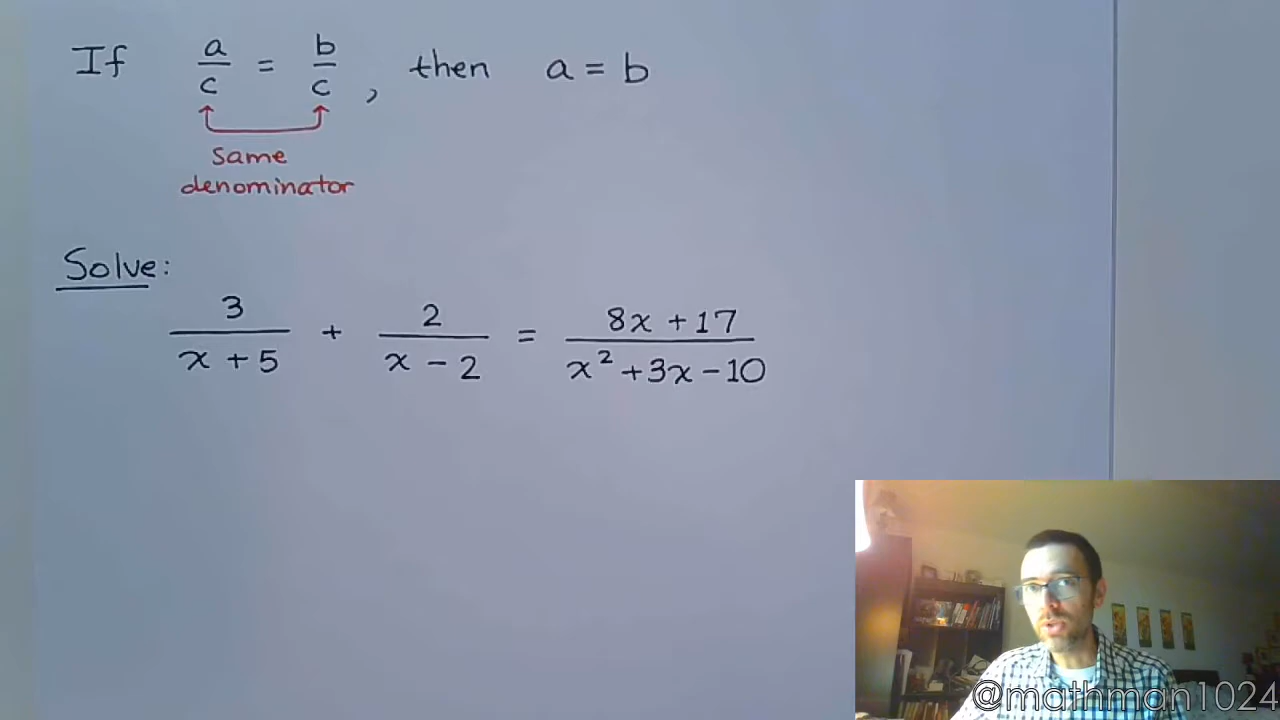 If a/c = b/c, then a = b
same
denominator
Solve:
3/(x + 5) + 2/(x - 2) = (8x + 17)/(x² + 3x - 10)
@mathman1024